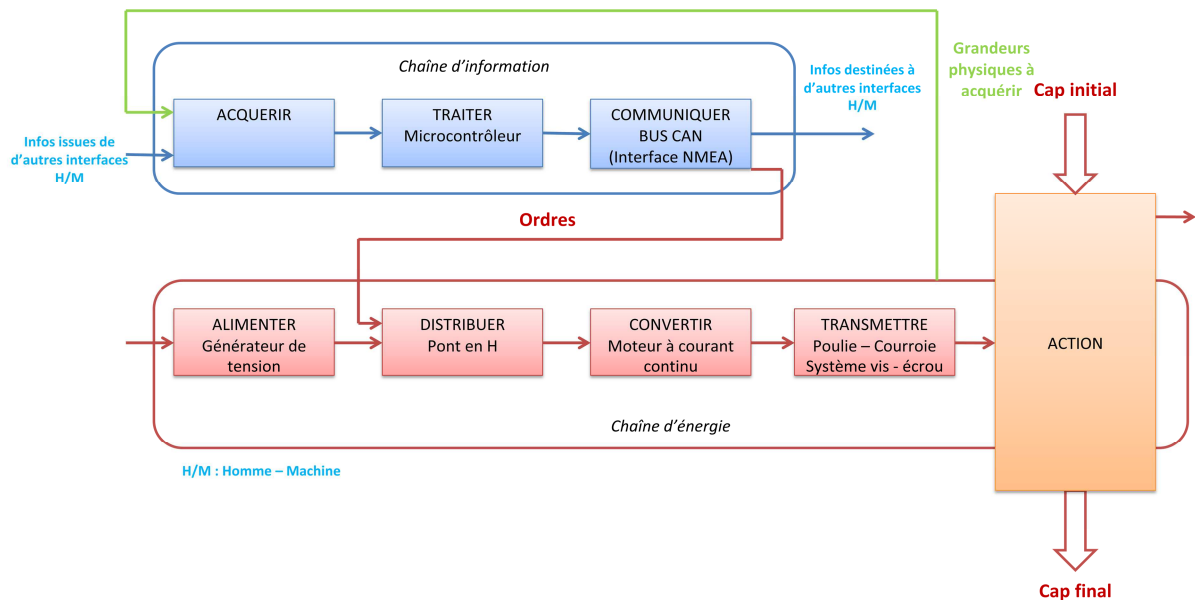 Chaîne d’information
Grandeurs
physiques à
acquérir
Cap initial
Infos destinées à
d’autres interfaces
H/M
ACQUERIR
TRAITER
Microcontrôleur
COMMUNIQUER
BUS CAN
(Interface NMEA)
Infos issues de
d’autres interfaces
H/M
Ordres
ALIMENTER
Générateur de
tension
DISTRIBUER
Pont en H
CONVERTIR
Moteur à courant
continu
TRANSMETTRE
Poulie – Courroie
Système vis - écrou
ACTION
Chaîne d’énergie
H/M : Homme – Machine
Cap final